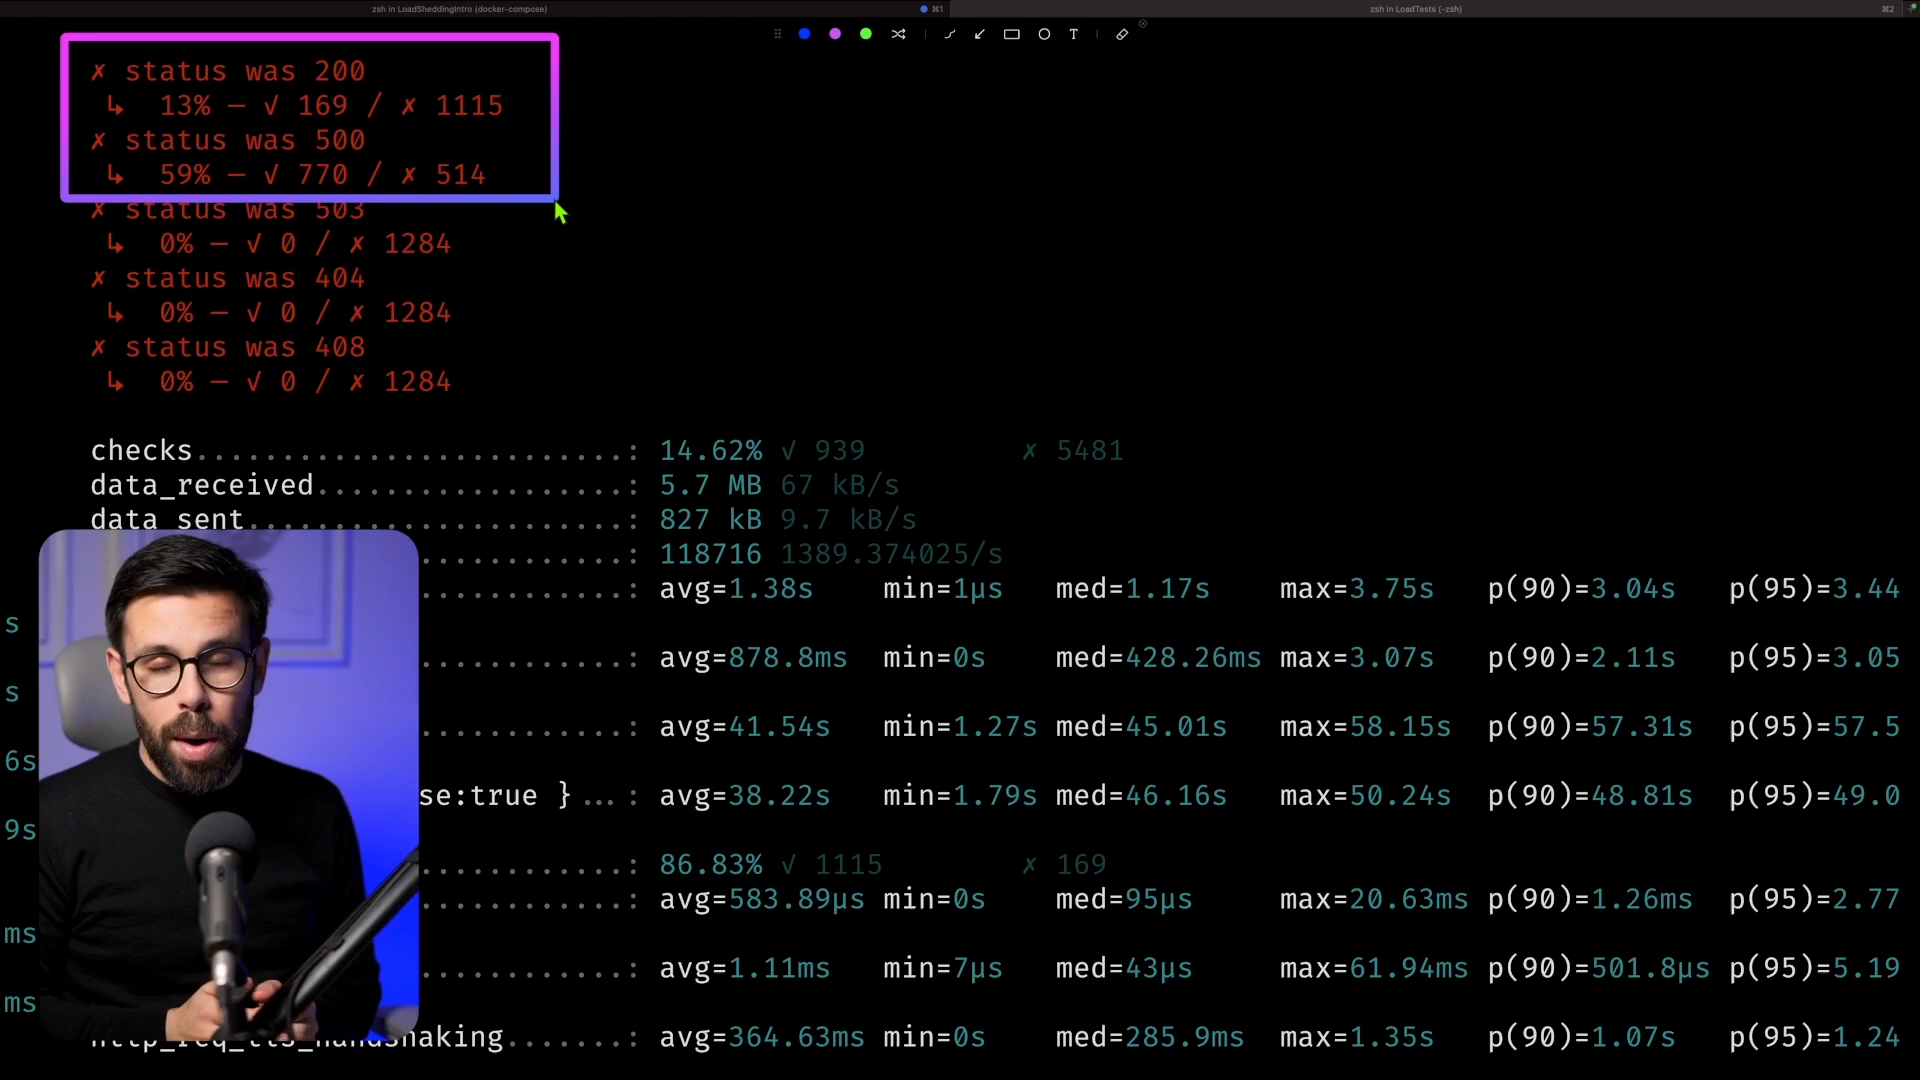 zsh in LoadSheddingIntro (docker-compose) ⌘1 zsh in LoadTests (-zsh) ⌘2
T
✗ status was 200
↳ 13% — ✓ 169 / ✗ 1115
✗ status was 500
↳ 59% — ✓ 770 / ✗ 514
✗ status was 503
↳ 0% — ✓ 0 / ✗ 1284
✗ status was 404
↳ 0% — ✓ 0 / ✗ 1284
✗ status was 408
↳ 0% — ✓ 0 / ✗ 1284
checks.........................: 14.62% ✓ 939 ✗ 5481
data_received..................: 5.7 MB 67 kB/s
data_sent......................: 827 kB 9.7 kB/s
............: 118716 1389.374025/s
............: avg=1.38s min=1µs med=1.17s max=3.75s p(90)=3.04s p(95)=3.44
s
............: avg=878.8ms min=0s med=428.26ms max=3.07s p(90)=2.11s p(95)=3.05
s
............: avg=41.54s min=1.27s med=45.01s max=58.15s p(90)=57.31s p(95)=57.5
6s
se:true }...: avg=38.22s min=1.79s med=46.16s max=50.24s p(90)=48.81s p(95)=49.0
9s
............: 86.83% ✓ 1115 ✗ 169
............: avg=583.89µs min=0s med=95µs max=20.63ms p(90)=1.26ms p(95)=2.77
ms
............: avg=1.11ms min=7µs med=43µs max=61.94ms p(90)=501.8µs p(95)=5.19
ms
http_req_tls_handshaking.......: avg=364.63ms min=0s med=285.9ms max=1.35s p(90)=1.07s p(95)=1.24